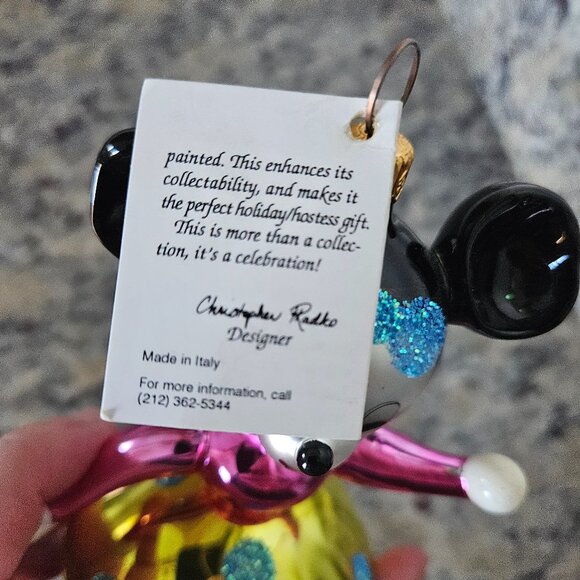 painted. This enhances its
collectability, and makes it
the perfect holiday/hostess gift.
This is more than a collec-
tion, it's a celebration!
Christopher Radko
Designer
Made in Italy
For more information, call
(212) 362-5344